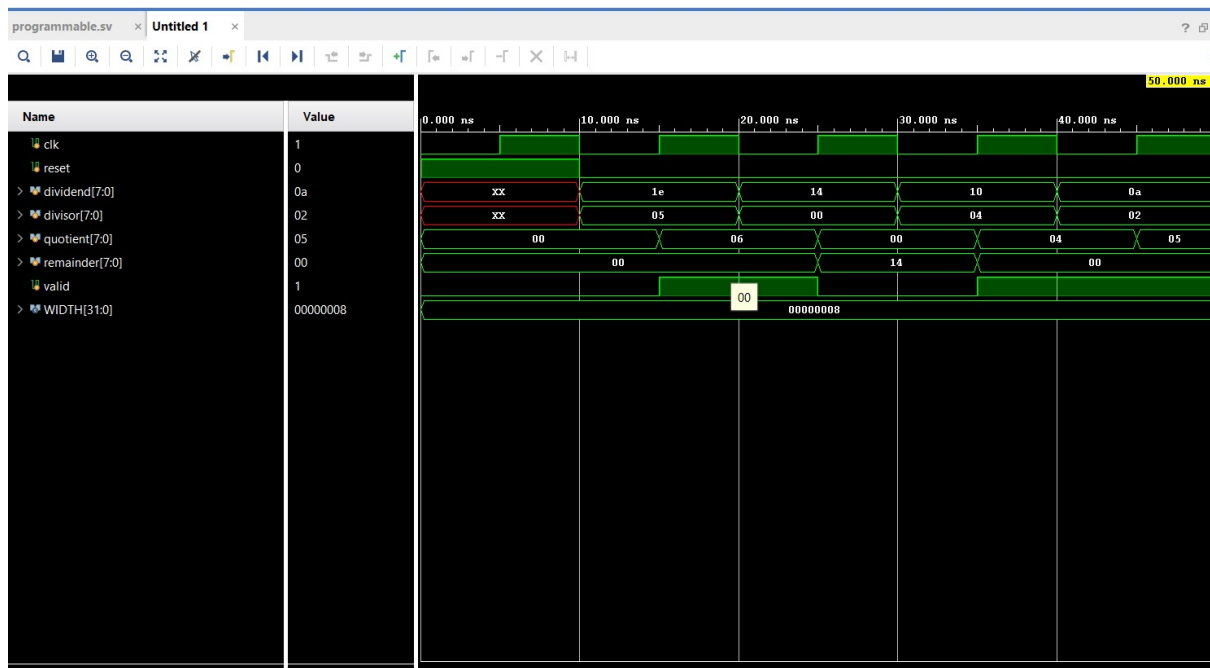 programmable.sv × Untitled 1 ×
?
50.000 ns
Name Value
0.000 ns 10.000 ns 20.000 ns 30.000 ns 40.000 ns
clk 1
reset 0
dividend[7:0] 0a XX 1e 14 10 0a
divisor[7:0] 02 XX 05 00 04 02
quotient[7:0] 05 00 06 00 04 05
remainder[7:0] 00 00 14 00
valid 1
00
WIDTH[31:0] 00000008 00000008